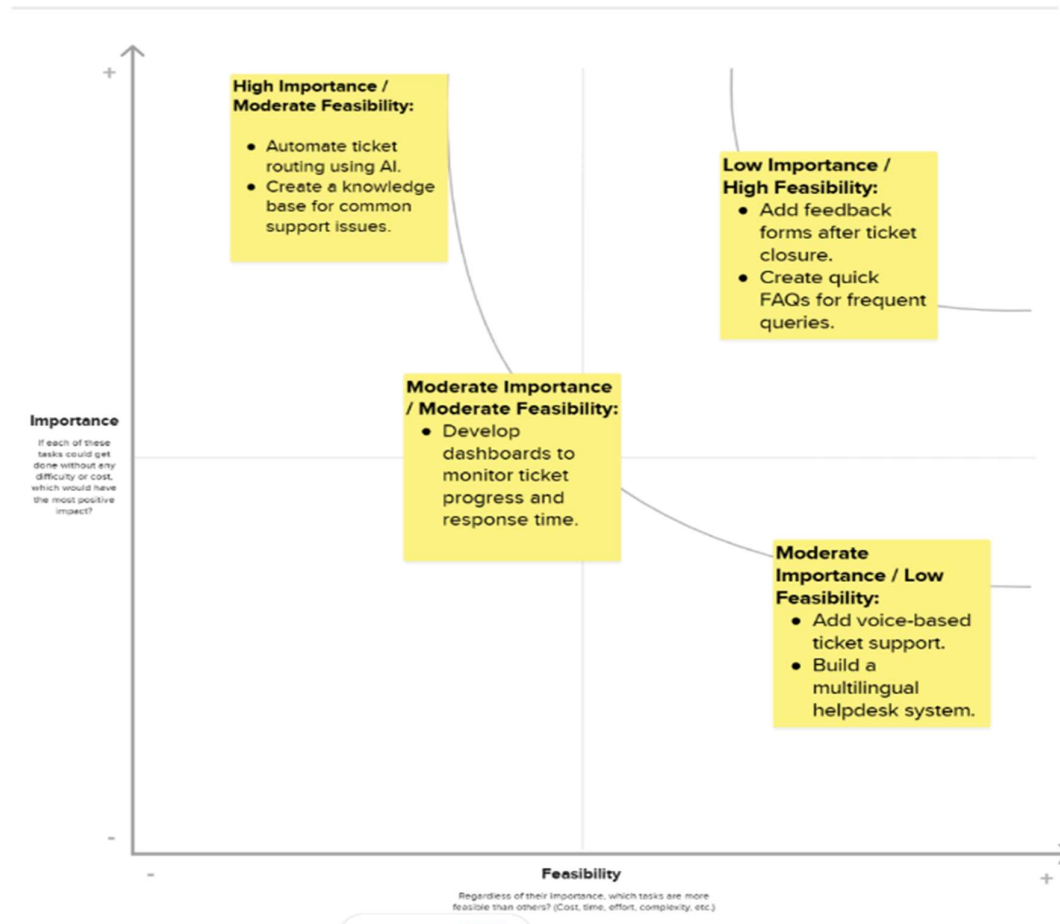 +
High Importance /
Moderate Feasibility:
● Automate ticket
routing using AI.
● Create a knowledge
base for common
support issues.
Low Importance /
High Feasibility:
● Add feedback
forms after ticket
closure.
● Create quick
FAQs for frequent
queries.
Moderate Importance
/ Moderate Feasibility:
● Develop
dashboards to
monitor ticket
progress and
response time.
Importance
If each of these
tasks could get
done without any
difficulty or cost,
which would have
the most positive
impact?
Moderate
Importance / Low
Feasibility:
● Add voice-based
ticket support.
● Build a
multilingual
helpdesk system.
-
-
Feasibility
+
Regardless of their importance, which tasks are more
feasible than others? (Cost, time, effort, complexity, etc.)